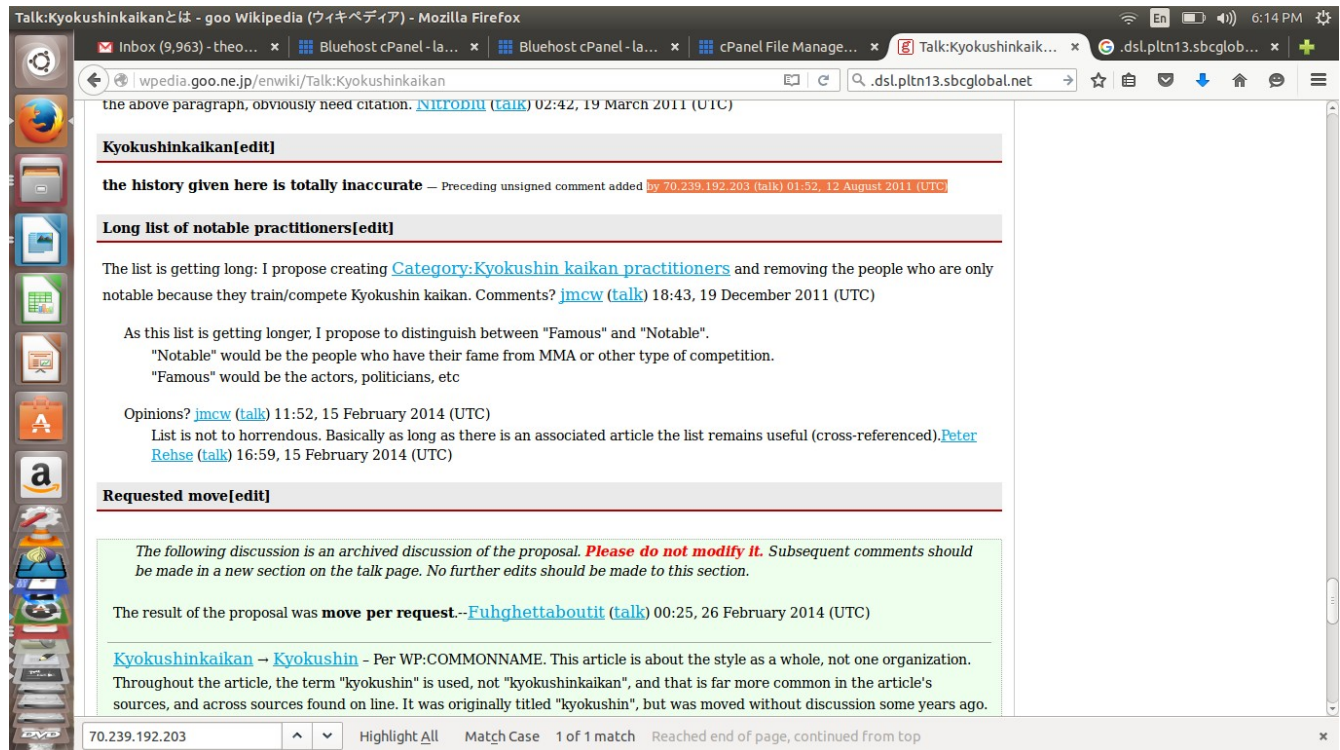 Talk:Kyokushinkaikanとは - goo Wikipedia (ウィキペディア) - Mozilla Firefox
En
6:14 PM
Inbox (9,963) - theo...
Bluehost cPanel - la...
Bluehost cPanel - la...
cPanel File Manage...
Talk:Kyokushinkaik...
.dsl.pltn13.sbcglob...
wpedia.goo.ne.jp/enwiki/Talk:Kyokushinkaikan
.dsl.pltn13.sbcglobal.net
the above paragraph, obviously need citation. Nitroblu (talk) 02:42, 19 March 2011 (UTC)
Kyokushinkaikan[edit]
the history given here is totally inaccurate — Preceding unsigned comment added by 70.239.192.203 (talk) 01:52, 12 August 2011 (UTC)
Long list of notable practitioners[edit]
The list is getting long: I propose creating Category:Kyokushin kaikan practitioners and removing the people who are only
notable because they train/compete Kyokushin kaikan. Comments? jmcw (talk) 18:43, 19 December 2011 (UTC)
As this list is getting longer, I propose to distinguish between "Famous" and "Notable".
"Notable" would be the people who have their fame from MMA or other type of competition.
"Famous" would be the actors, politicians, etc
Opinions? jmcw (talk) 11:52, 15 February 2014 (UTC)
List is not to horrendous. Basically as long as there is an associated article the list remains useful (cross-referenced).Peter
Rehse (talk) 16:59, 15 February 2014 (UTC)
Requested move[edit]
The following discussion is an archived discussion of the proposal. Please do not modify it. Subsequent comments should
be made in a new section on the talk page. No further edits should be made to this section.
The result of the proposal was move per request.--Fuhghettaboutit (talk) 00:25, 26 February 2014 (UTC)
Kyokushinkaikan → Kyokushin – Per WP:COMMONNAME. This article is about the style as a whole, not one organization.
Throughout the article, the term "kyokushin" is used, not "kyokushinkaikan", and that is far more common in the article's
sources, and across sources found on line. It was originally titled "kyokushin", but was moved without discussion some years ago.
70.239.192.203
Highlight All
Match Case
1 of 1 match
Reached end of page, continued from top